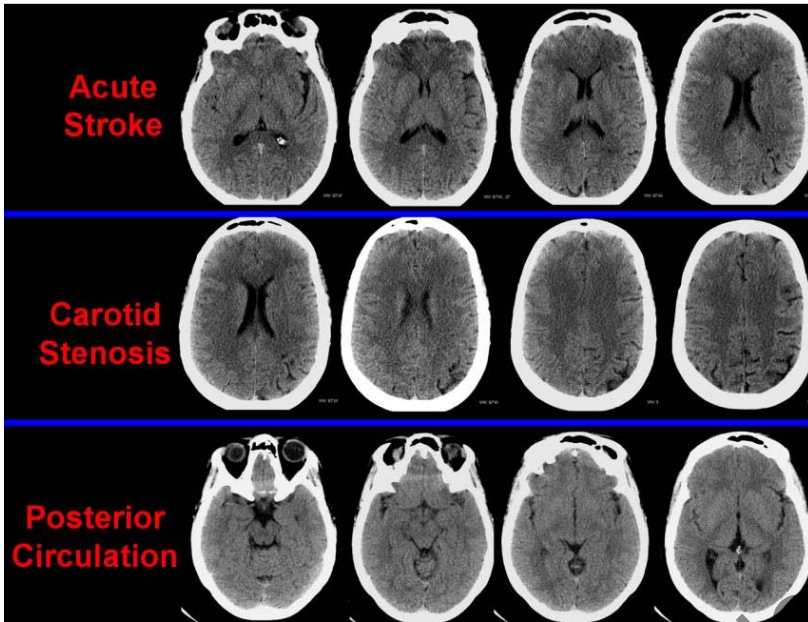 Acute
Stroke
Carotid
Stenosis
Posterior
Circulation